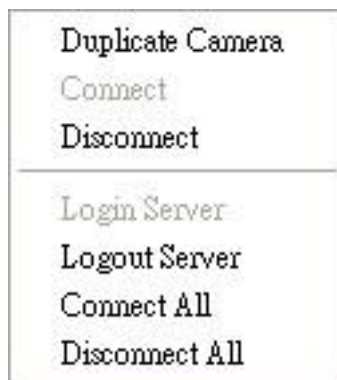 Duplicate Camera
Connect
Disconnect
Login Server
Logout Server
Connect All
Disconnect All